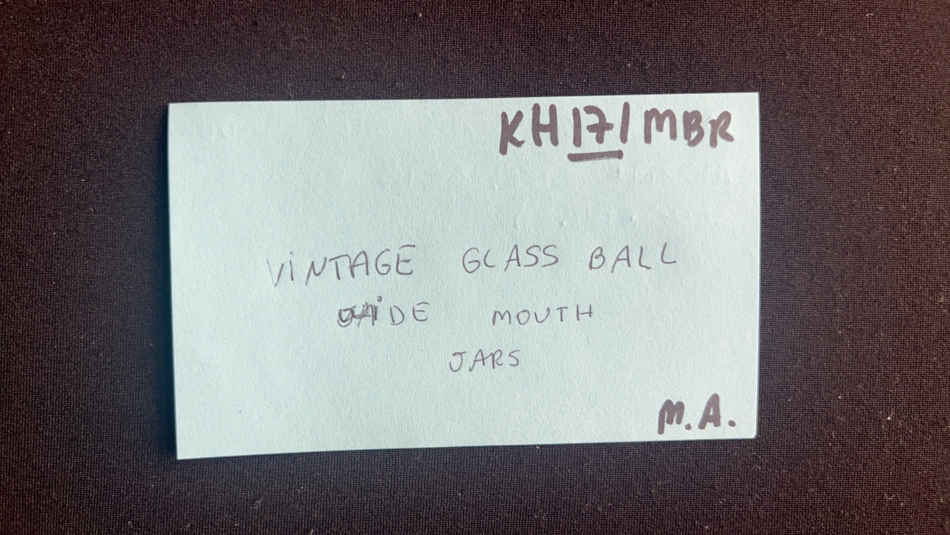 KH17/MBR
ViNTAGE GLASS BALL
WiDE MOUTH
JARS
M.A.